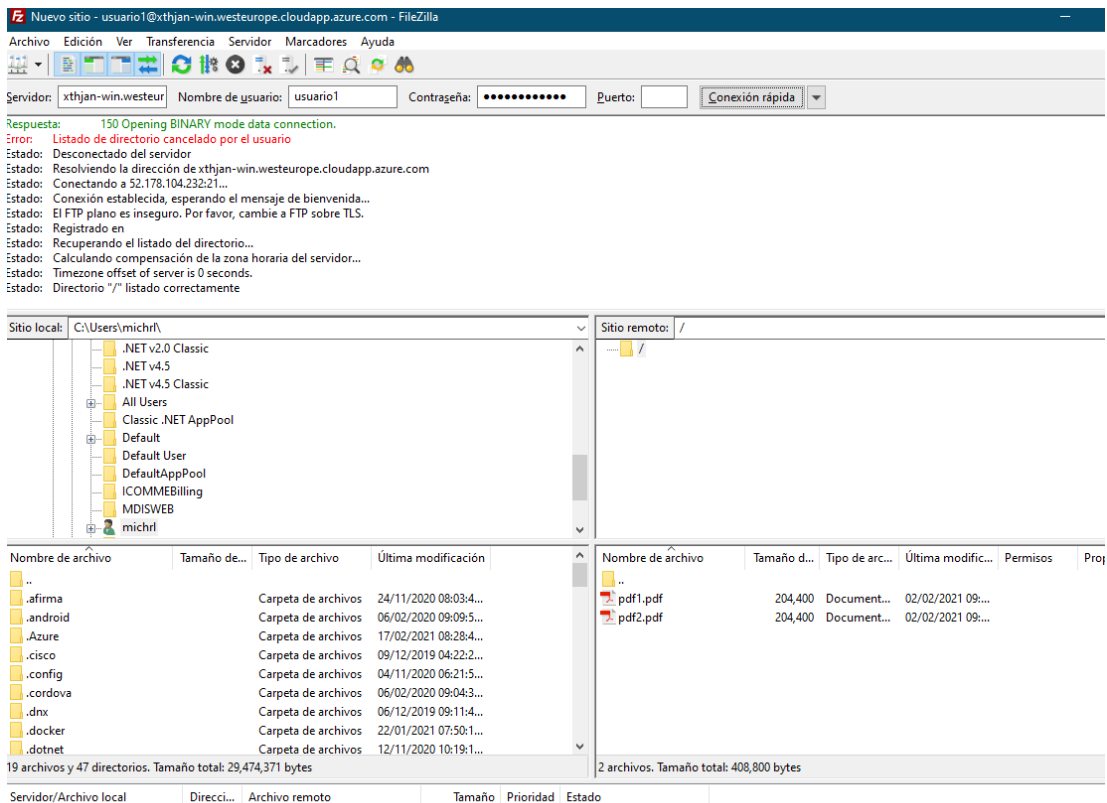 Nuevo sitio - usuario1@xthjan-win.westeurope.cloudapp.azure.com - FileZilla
Archivo Edición Ver Transferencia Servidor Marcadores Ayuda
Servidor: xthjan-win.westeur Nombre de usuario: usuario1 Contraseña: ●●●●●●●●●●●● Puerto: Conexión rápida
Respuesta: 150 Opening BINARY mode data connection.
Error: Listado de directorio cancelado por el usuario
Estado: Desconectado del servidor
Estado: Resolviendo la dirección de xthjan-win.westeurope.cloudapp.azure.com
Estado: Conectando a 52.178.104.232:21...
Estado: Conexión establecida, esperando el mensaje de bienvenida...
Estado: El FTP plano es inseguro. Por favor, cambie a FTP sobre TLS.
Estado: Registrado en
Estado: Recuperando el listado del directorio...
Estado: Calculando compensación de la zona horaria del servidor...
Estado: Timezone offset of server is 0 seconds.
Estado: Directorio "/" listado correctamente
Sitio local: C:\Users\michrl\
.NET v2.0 Classic
.NET v4.5
.NET v4.5 Classic
All Users
Classic .NET AppPool
Default
Default User
DefaultAppPool
ICOMMEBilling
MDISWEB
michrl
Nombre de archivo Tamaño de... Tipo de archivo Última modificación
..
.afirma Carpeta de archivos 24/11/2020 08:03:4...
.android Carpeta de archivos 06/02/2020 09:09:5...
.Azure Carpeta de archivos 17/02/2021 08:28:4...
.cisco Carpeta de archivos 09/12/2019 04:22:2...
.config Carpeta de archivos 04/11/2020 06:21:5...
.cordova Carpeta de archivos 06/02/2020 09:04:3...
.dnx Carpeta de archivos 06/12/2019 09:11:4...
.docker Carpeta de archivos 22/01/2021 07:50:1...
.dotnet Carpeta de archivos 12/11/2020 10:19:1...
19 archivos y 47 directorios. Tamaño total: 29,474,371 bytes
Sitio remoto: /
/
Nombre de archivo Tamaño d... Tipo de arc... Última modific... Permisos Prop
..
pdf1.pdf 204,400 Document... 02/02/2021 09:...
pdf2.pdf 204,400 Document... 02/02/2021 09:...
2 archivos. Tamaño total: 408,800 bytes
Servidor/Archivo local Direcci... Archivo remoto Tamaño Prioridad Estado